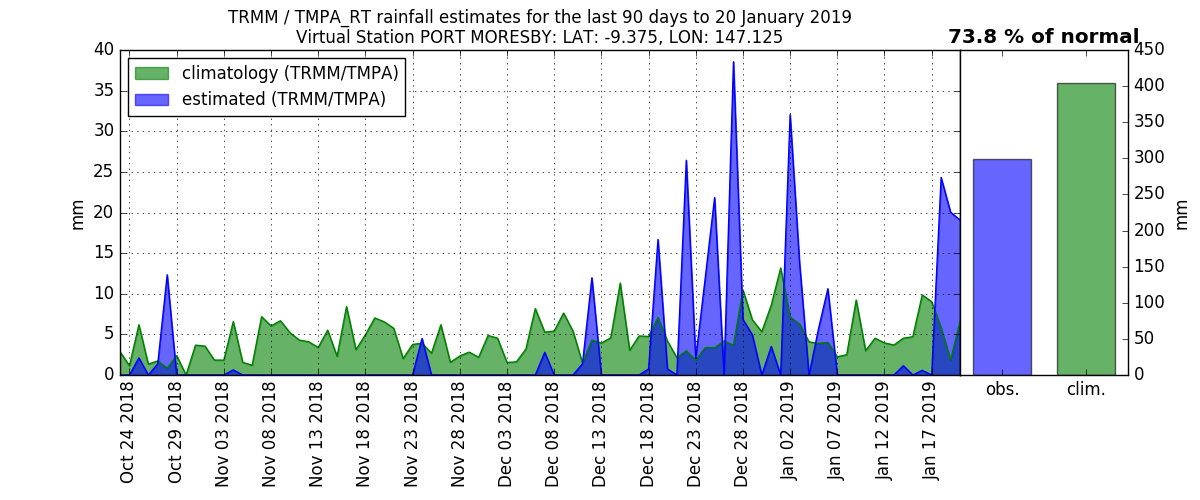 TRMM / TMPA_RT rainfall estimates for the last 90 days to 20 January 2019
Virtual Station PORT MORESBY: LAT: -9.375, LON: 147.125
73.8 % of normal
climatology (TRMM/TMPA)
estimated (TRMM/TMPA)
mm
40
35
30
25
20
15
10
5
0
Oct 24 2018
Oct 29 2018
Nov 03 2018
Nov 08 2018
Nov 13 2018
Nov 18 2018
Nov 23 2018
Nov 28 2018
Dec 03 2018
Dec 08 2018
Dec 13 2018
Dec 18 2018
Dec 23 2018
Dec 28 2018
Jan 02 2019
Jan 07 2019
Jan 12 2019
Jan 17 2019
450
400
350
300
250
200
150
100
50
0
mm
obs.
clim.